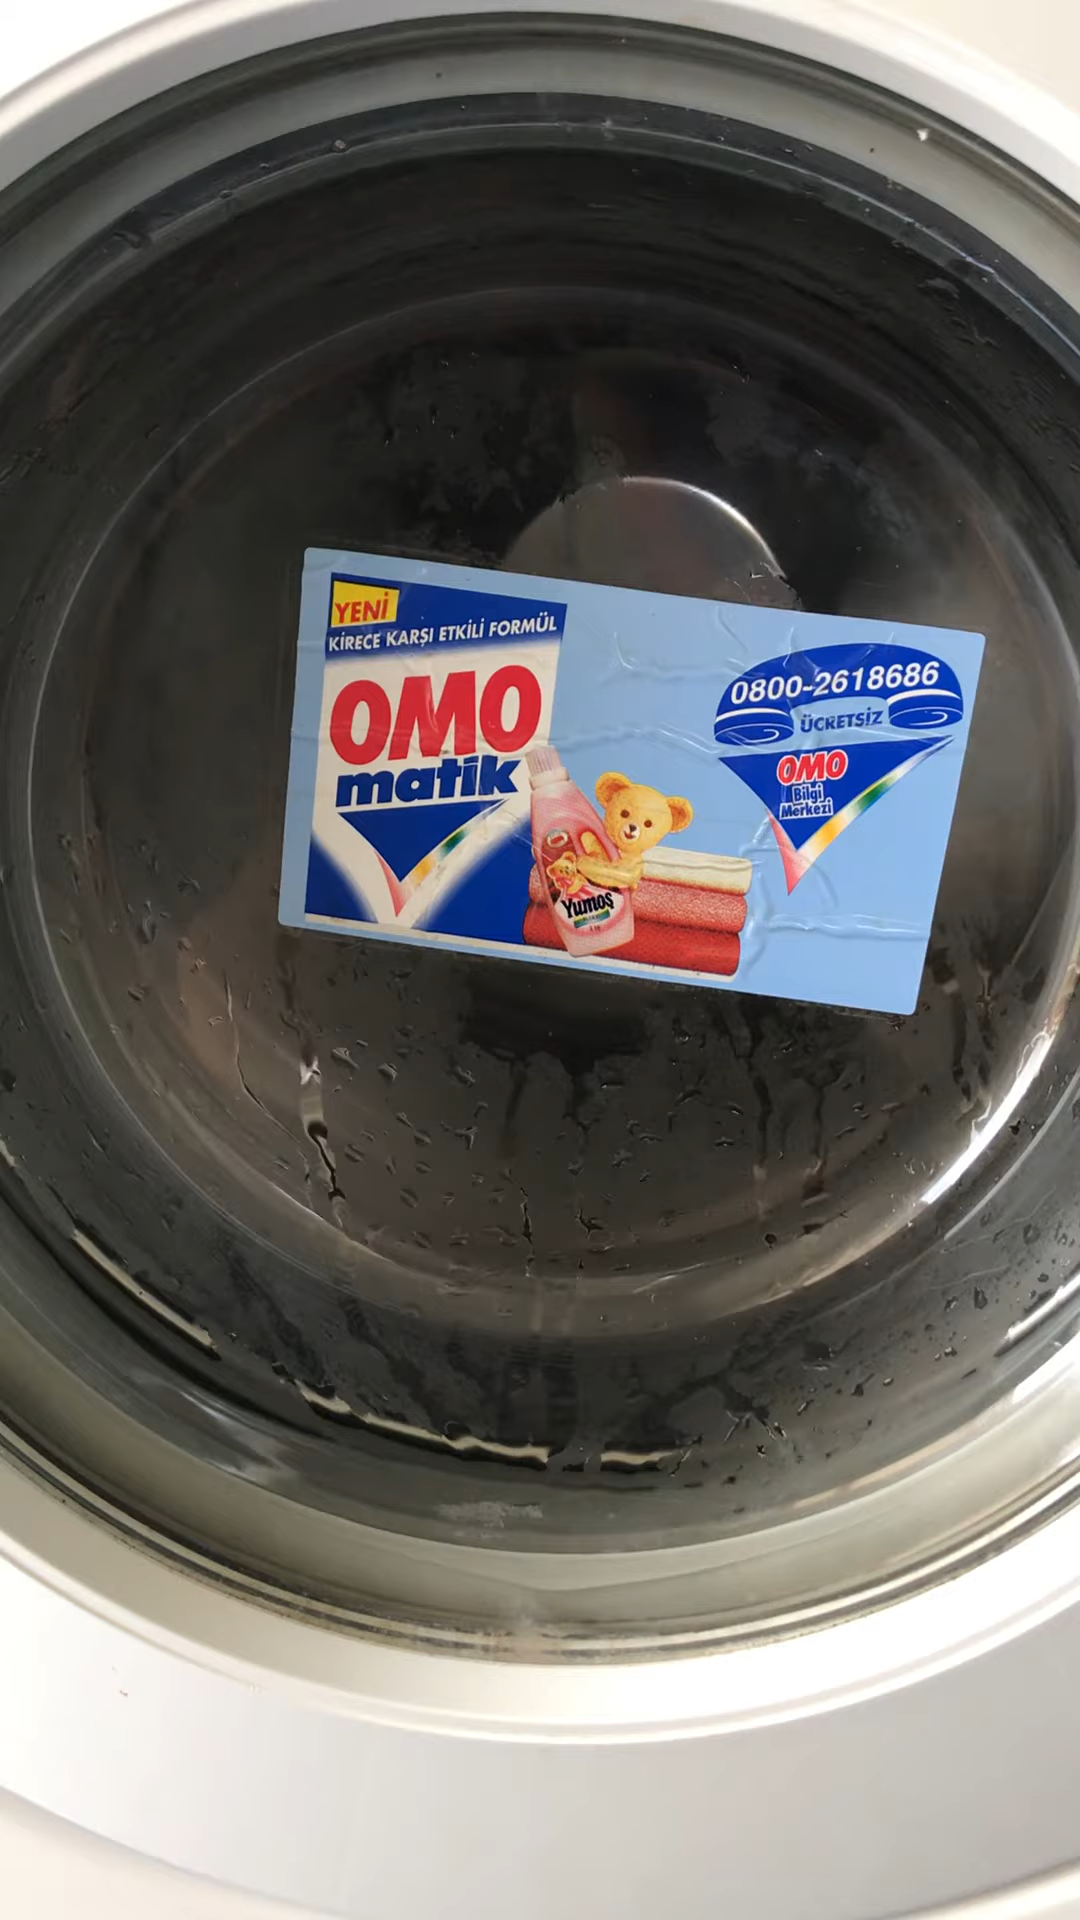 YENİ
KİRECE KARŞI ETKİLİ FORMÜL
OMO
matik
Yumoş
0800-2618686
ÜCRETSİZ
OMO
Bilgi
Merkezi